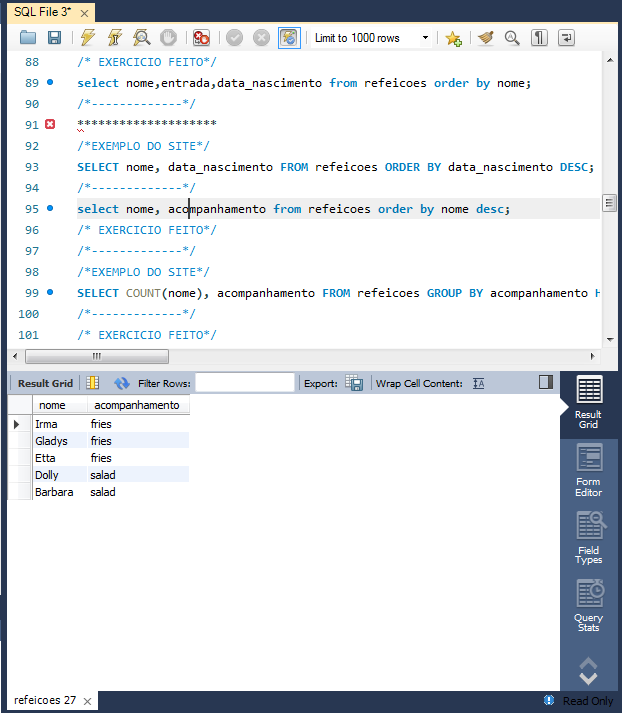 SQL File 3* ×
Limit to 1000 rows
88 /* EXERCICIO FEITO*/
89 select nome,entrada,data_nascimento from refeicoes order by nome;
90 /*-------------*/
91 ********************
92 /*EXEMPLO DO SITE*/
93 SELECT nome, data_nascimento FROM refeicoes ORDER BY data_nascimento DESC;
94 /*-------------*/
95 select nome, acompanhamento from refeicoes order by nome desc;
96 /* EXERCICIO FEITO*/
97 /*-------------*/
98 /*EXEMPLO DO SITE*/
99 SELECT COUNT(nome), acompanhamento FROM refeicoes GROUP BY acompanhamento H
100 /*-------------*/
101 /* EXERCICIO FEITO*/
Result Grid Filter Rows: Export: Wrap Cell Content:
nome acompanhamento
Irma fries
Gladys fries
Etta fries
Dolly salad
Barbara salad
Result
Grid
Form
Editor
Field
Types
Query
Stats
refeicoes 27 ×
Read Only